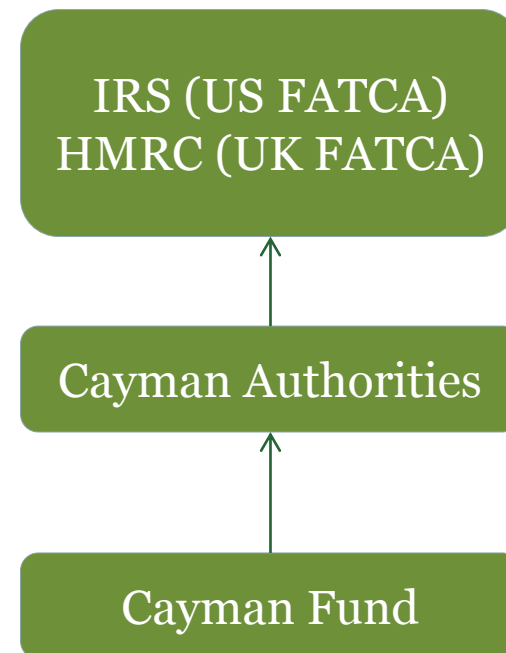 IRS (US FATCA)
HMRC (UK FATCA)
Cayman Authorities
Cayman Fund